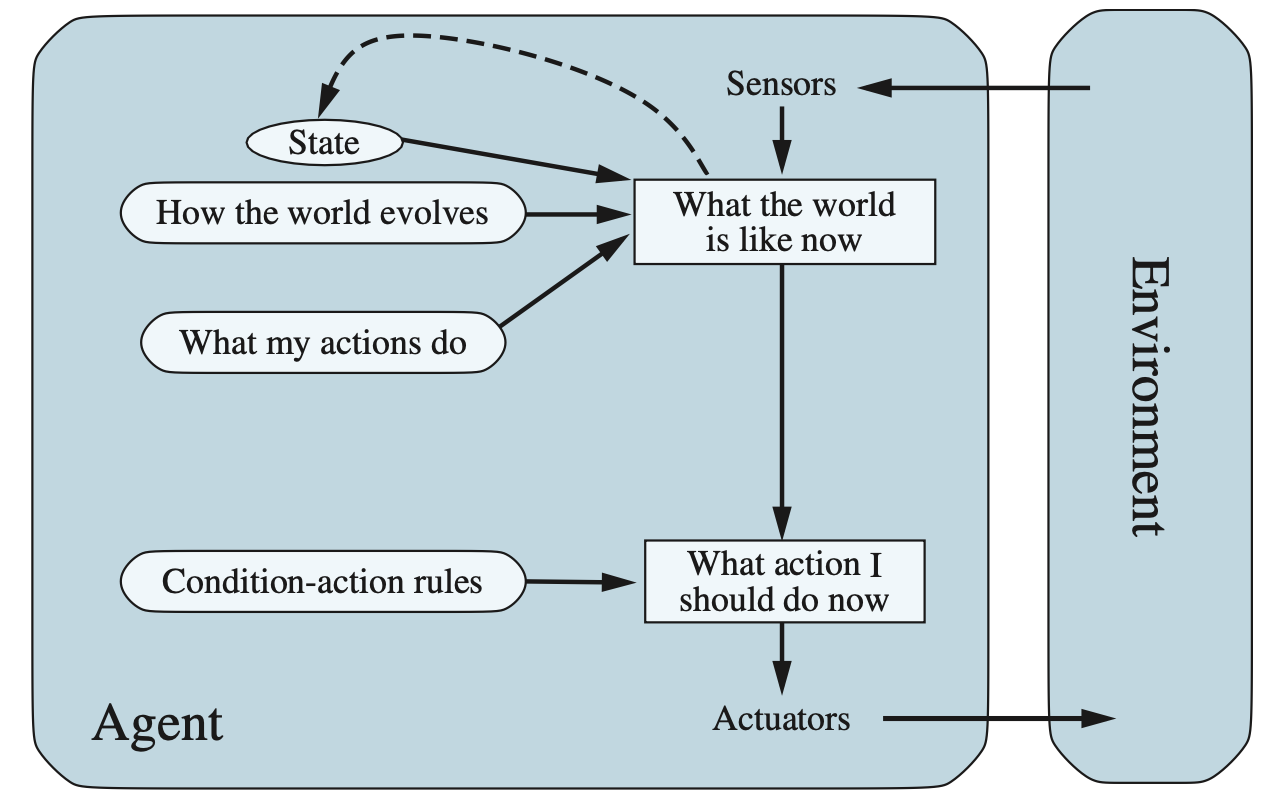 Sensors
State
How the world evolves
What the world
is like now
What my actions do
Environment
Condition-action rules
What action I
should do now
Agent
Actuators